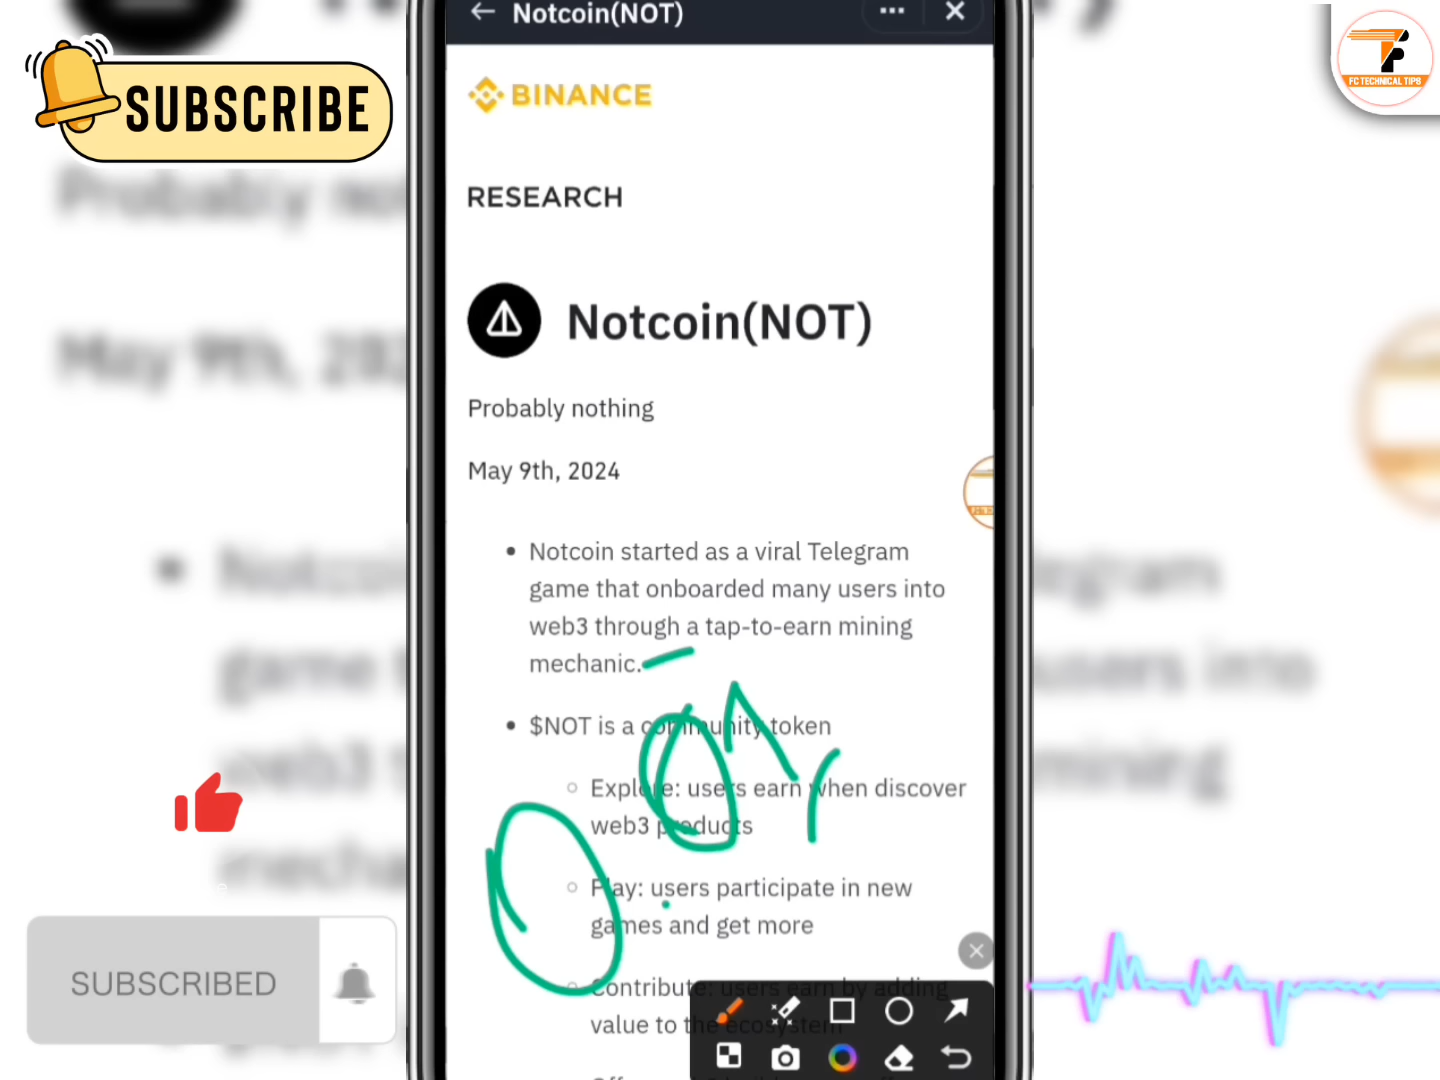 ← Notcoin(NOT) ... ×
SUBSCRIBE
FC TECHNICAL TIPS
BINANCE
RESEARCH
Notcoin(NOT)
Probably nothing
May 9th, 2024
• Notcoin started as a viral Telegram
game that onboarded many users into
web3 through a tap-to-earn mining
mechanic.
• $NOT is a community token
○ Explore: users earn when discover
web3 products
○ Play: users participate in new
games and get more
○ Contribute: users earn by adding
value to the ecosystem
0.01
SUBSCRIBED